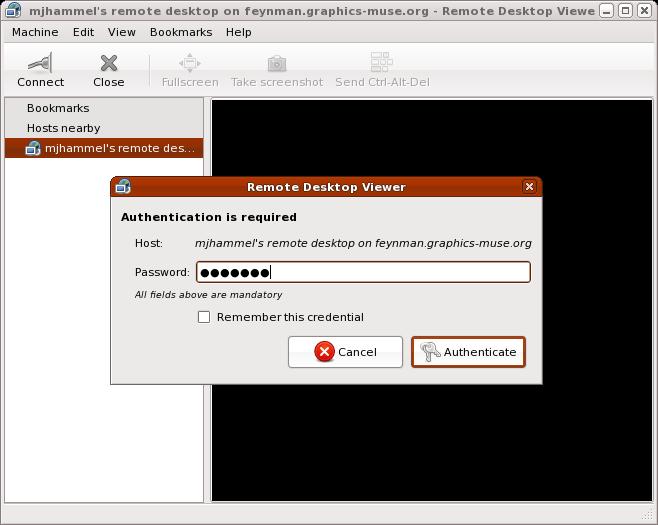 mjhammel's remote desktop on feynman.graphics-muse.org - Remote Desktop Viewe
Machine Edit View Bookmarks Help
Connect Close Fullscreen Take screenshot Send Ctrl-Alt-Del
Bookmarks
Hosts nearby
mjhammel's remote des...
Remote Desktop Viewer
Authentication is required
Host: mjhammel's remote desktop on feynman.graphics-muse.org
Password: ●●●●●●●
All fields above are mandatory
Remember this credential
Cancel Authenticate